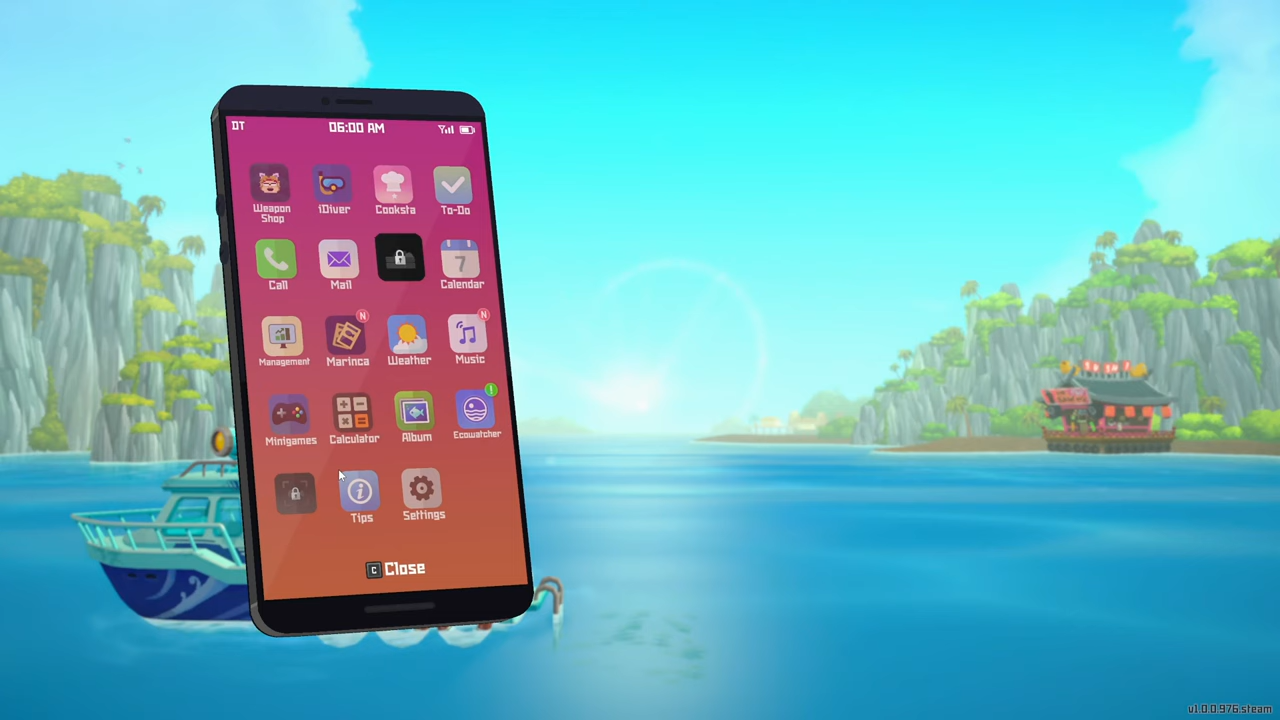 DT
06:00 AM
Weapon Shop
iDiver
Cooksta
To-Do
Call
Mail
7
Calendar
Management
N
Marinca
Weather
N
Music
Minigames
Calculator
Album
!
Ecowatcher
Tips
Settings
C Close
v1.0.0.976.steam